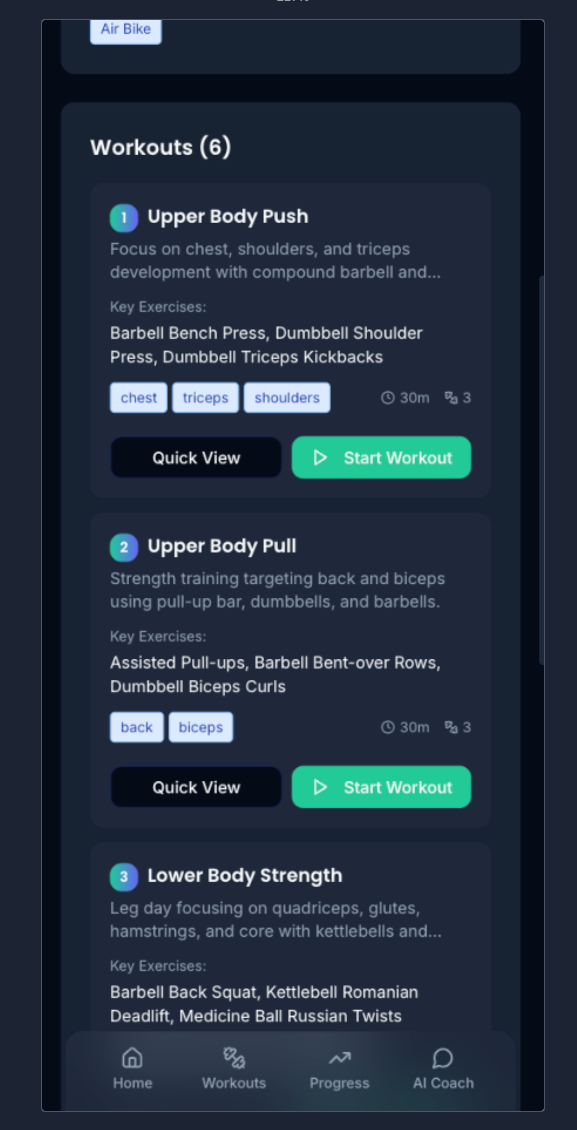 Air Bike
Workouts (6)
1 Upper Body Push
Focus on chest, shoulders, and triceps
development with compound barbell and...
Key Exercises:
Barbell Bench Press, Dumbbell Shoulder
Press, Dumbbell Triceps Kickbacks
chest triceps shoulders 30m 3
Quick View Start Workout
2 Upper Body Pull
Strength training targeting back and biceps
using pull-up bar, dumbbells, and barbells.
Key Exercises:
Assisted Pull-ups, Barbell Bent-over Rows,
Dumbbell Biceps Curls
back biceps 30m 3
Quick View Start Workout
3 Lower Body Strength
Leg day focusing on quadriceps, glutes,
hamstrings, and core with kettlebells and...
Key Exercises:
Barbell Back Squat, Kettlebell Romanian
Deadlift, Medicine Ball Russian Twists
Home Workouts Progress AI Coach